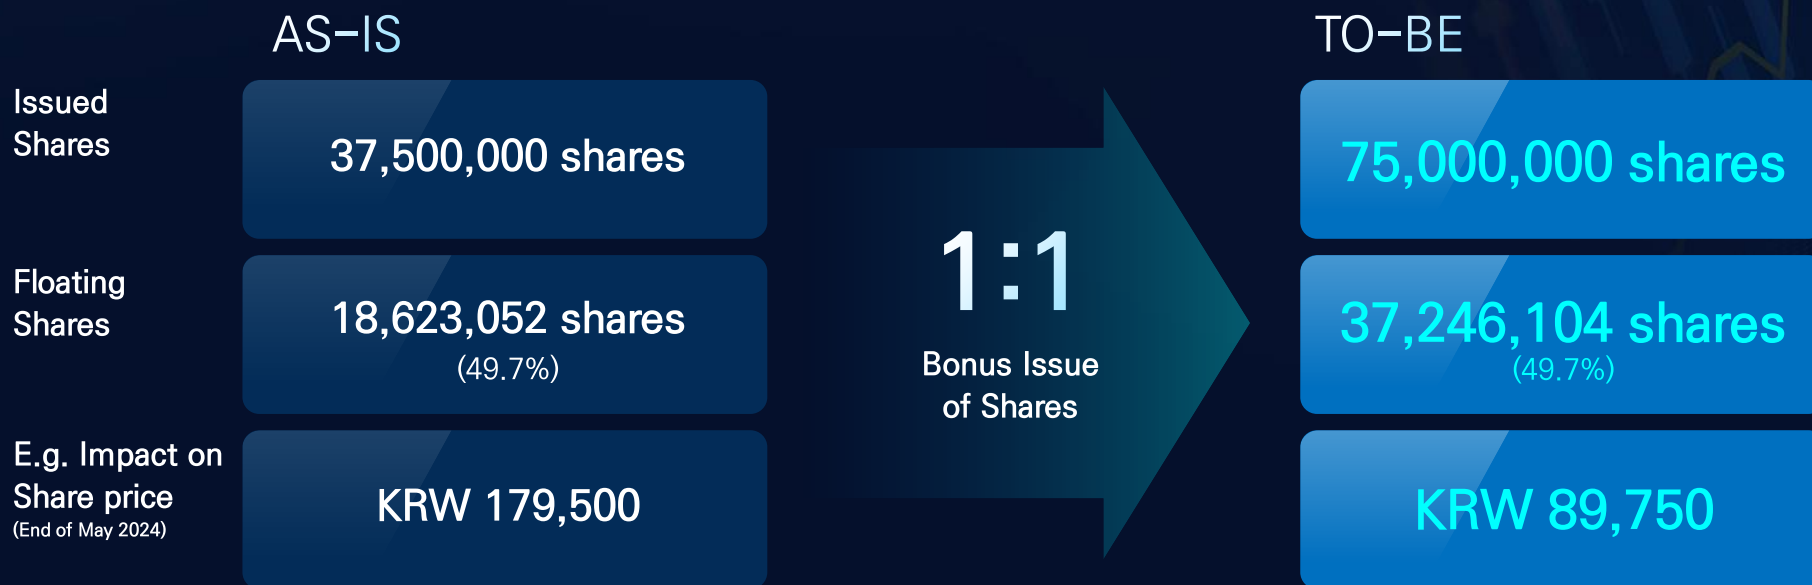 AS-IS
TO-BE
Issued
Shares
37,500,000 shares
75,000,000 shares
Floating
Shares
18,623,052 shares
(49.7%)
1:1
Bonus Issue
of Shares
37,246,104 shares
(49.7%)
E.g. Impact on
Share price
(End of May 2024)
KRW 179,500
KRW 89,750